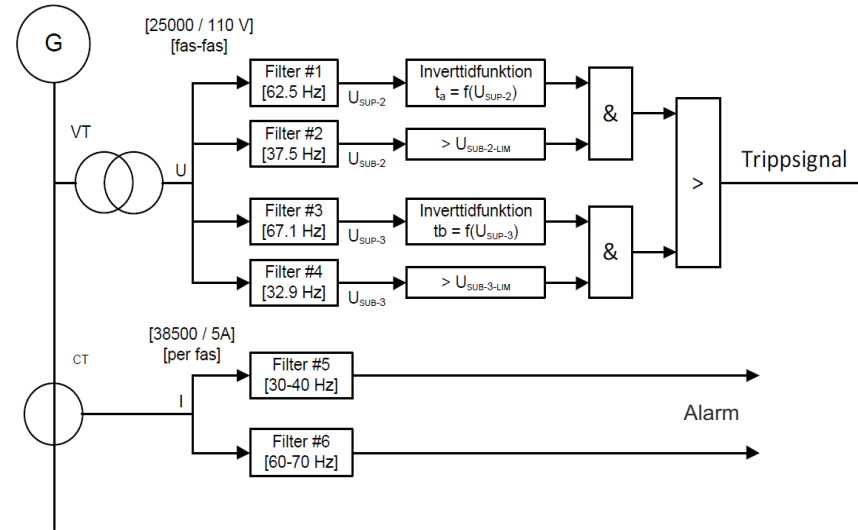 G
[25000 / 110 V]
[fas-fas]
VT
U
Filter #1
[62.5 Hz]
U_SUP-2
Inverttidfunktion
t_a = f(U_SUP-2)
Filter #2
[37.5 Hz]
U_SUB-2
> U_SUB-2-LIM
&
Filter #3
[67.1 Hz]
U_SUP-3
Inverttidfunktion
tb = f(U_SUP-3)
Filter #4
[32.9 Hz]
U_SUB-3
> U_SUB-3-LIM
&
>
Trippsignal
[38500 / 5A]
[per fas]
CT
I
Filter #5
[30-40 Hz]
Filter #6
[60-70 Hz]
Alarm